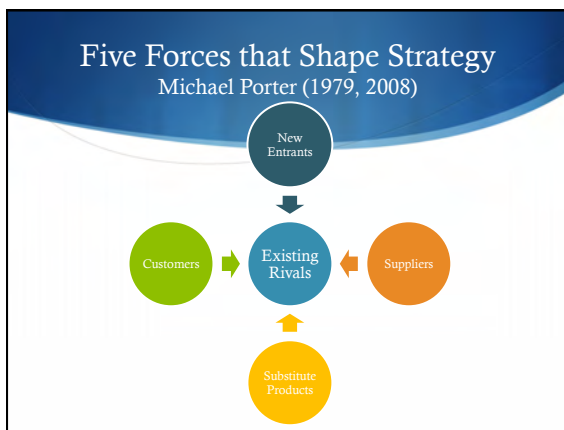 Five Forces that Shape Strategy
Michael Porter (1979, 2008)
New
Entrants
Customers
Existing
Rivals
Suppliers
Substitute
Products